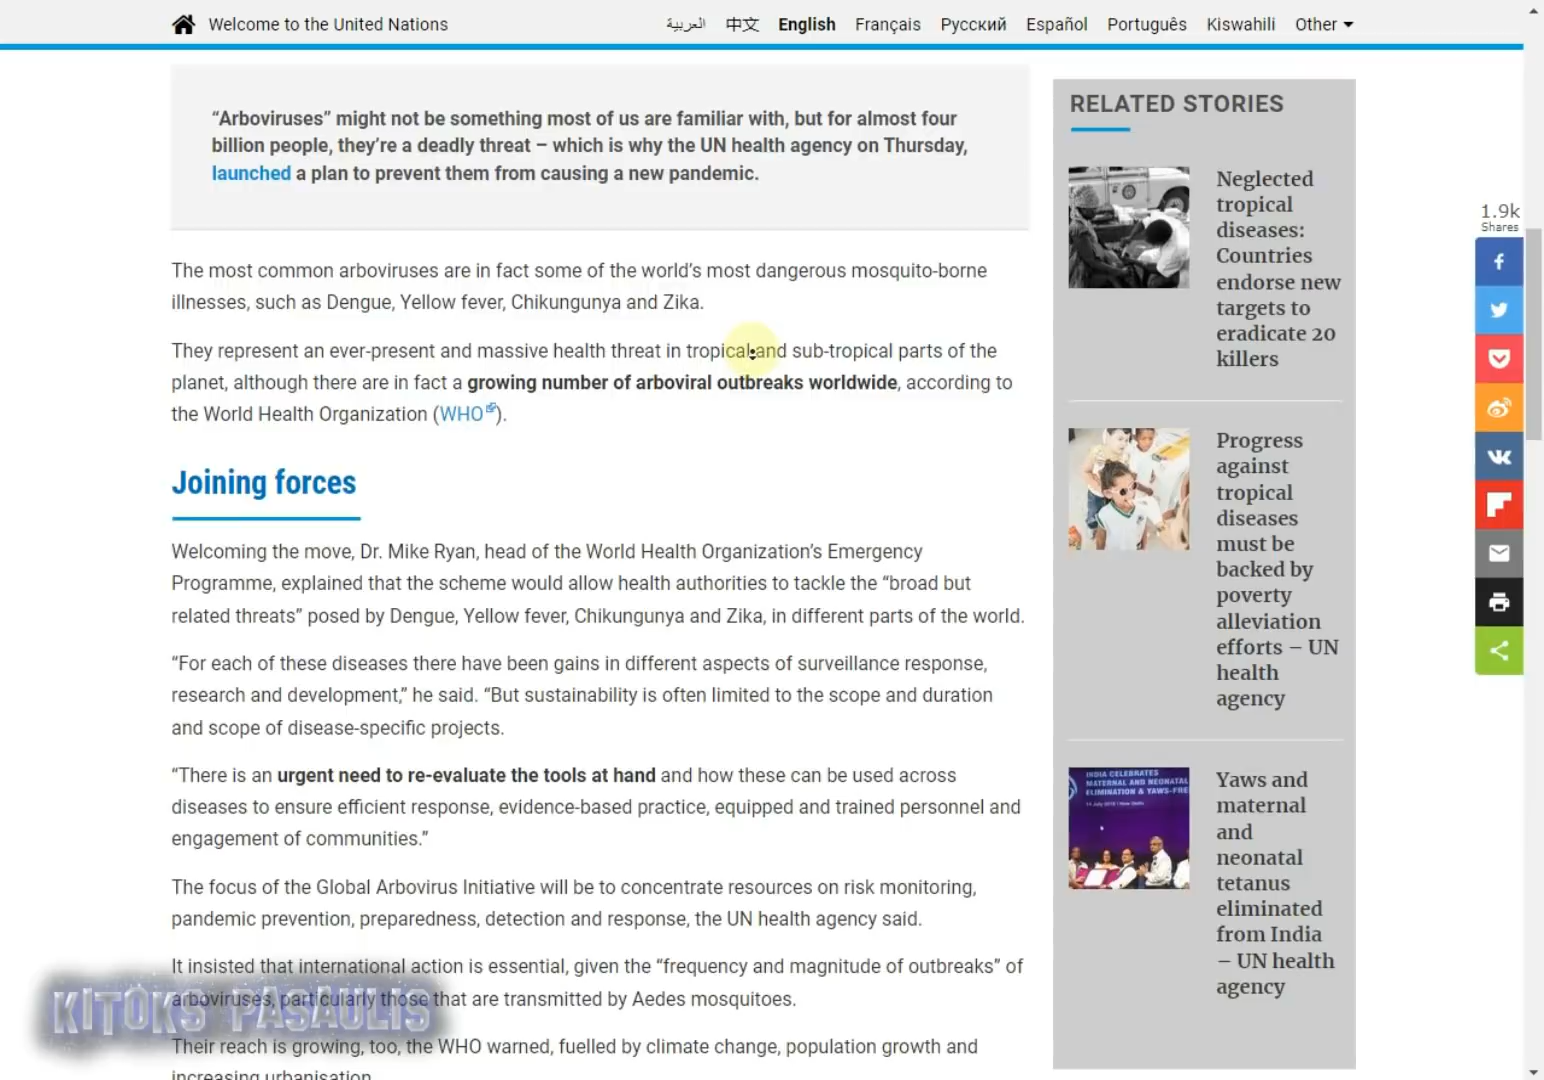 Welcome to the United Nations
العربية 中文 English Français Русский Español Português Kiswahili Other
“Arboviruses” might not be something most of us are familiar with, but for almost four
billion people, they’re a deadly threat – which is why the UN health agency on Thursday,
launched a plan to prevent them from causing a new pandemic.
The most common arboviruses are in fact some of the world’s most dangerous mosquito-borne
illnesses, such as Dengue, Yellow fever, Chikungunya and Zika.
They represent an ever-present and massive health threat in tropical and sub-tropical parts of the
planet, although there are in fact a growing number of arboviral outbreaks worldwide, according to
the World Health Organization (WHO).
Joining forces
Welcoming the move, Dr. Mike Ryan, head of the World Health Organization’s Emergency
Programme, explained that the scheme would allow health authorities to tackle the “broad but
related threats” posed by Dengue, Yellow fever, Chikungunya and Zika, in different parts of the world.
“For each of these diseases there have been gains in different aspects of surveillance response,
research and development,” he said. “But sustainability is often limited to the scope and duration
and scope of disease-specific projects.
“There is an urgent need to re-evaluate the tools at hand and how these can be used across
diseases to ensure efficient response, evidence-based practice, equipped and trained personnel and
engagement of communities.”
The focus of the Global Arbovirus Initiative will be to concentrate resources on risk monitoring,
pandemic prevention, preparedness, detection and response, the UN health agency said.
It insisted that international action is essential, given the “frequency and magnitude of outbreaks” of
arboviruses, particularly those that are transmitted by Aedes mosquitoes.
Their reach is growing, too, the WHO warned, fuelled by climate change, population growth and
increasing urbanisation.
KITOKS PASAULIS
RELATED STORIES
Neglected
tropical
diseases:
Countries
endorse new
targets to
eradicate 20
killers
Progress
against
tropical
diseases
must be
backed by
poverty
alleviation
efforts – UN
health
agency
INDIA CELEBRATES
MATERNAL AND NEONATAL
ELIMINATION & YAWS-FRE
Yaws and
maternal
and
neonatal
tetanus
eliminated
from India
– UN health
agency
1.9k
Shares